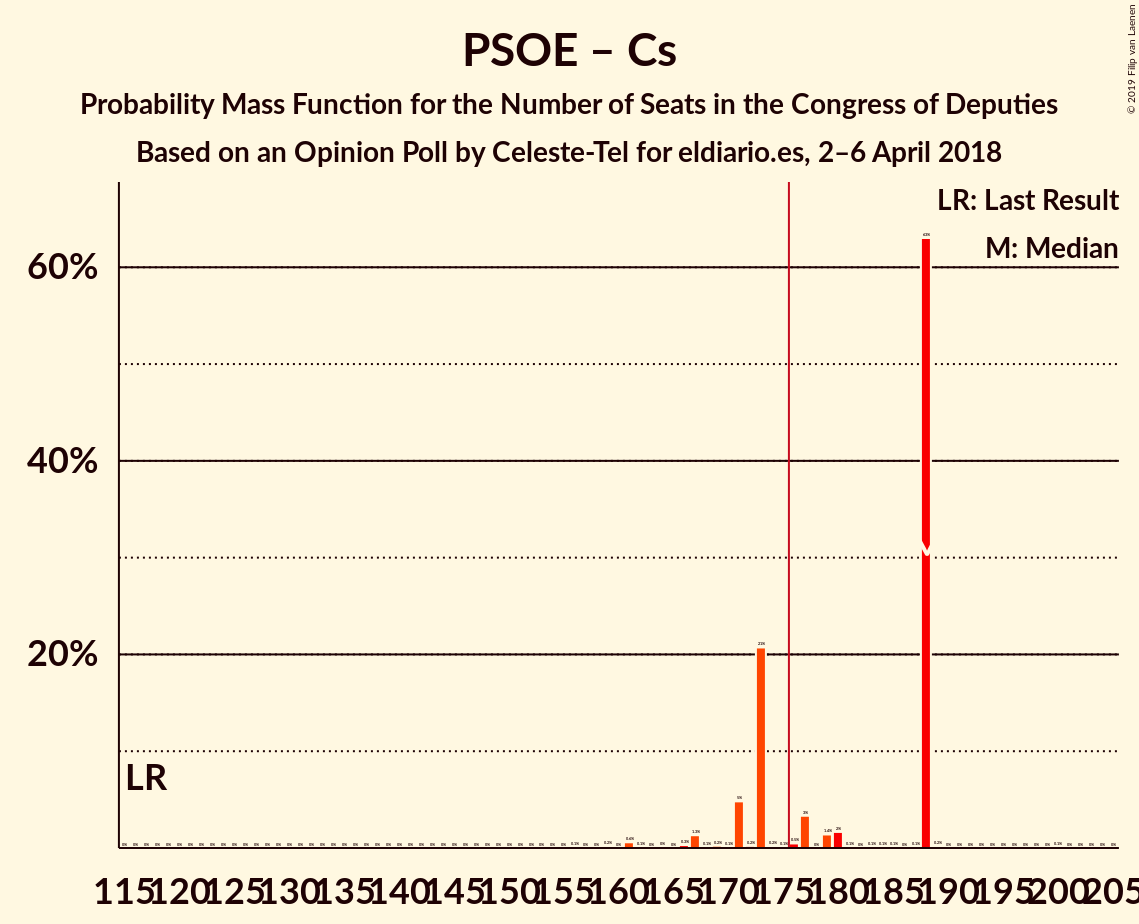 PSOE – Cs
Probability Mass Function for the Number of Seats in the Congress of Deputies
Based on an Opinion Poll by Celeste-Tel for eldiario.es, 2–6 April 2018
© 2019 Filip van Laenen
LR: Last Result
M: Median
60%
40%
20%
LR
115 120 125 130 135 140 145 150 155 160 165 170 175 180 185 190 195 200 205